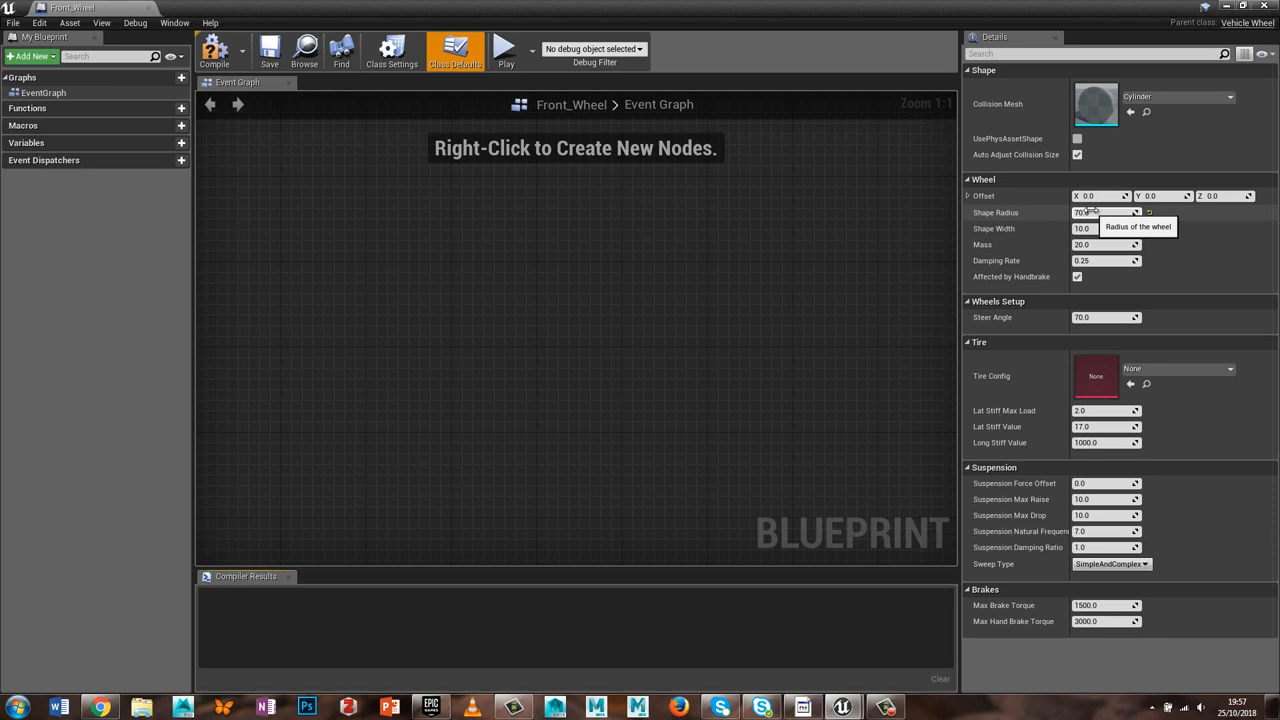 Front_Wheel
File Edit Asset View Debug Window Help
Parent class: Vehicle Wheel
My Blueprint
Add New
Search
Graphs
EventGraph
Functions
Macros
Variables
Event Dispatchers
Compile
Save
Browse
Find
Class Settings
Class Defaults
Play
No debug object selected
Debug Filter
Event Graph
Front_Wheel > Event Graph
Zoom 1:1
Right-Click to Create New Nodes.
BLUEPRINT
Compiler Results
Clear
Details
Search
Shape
Collision Mesh
Cylinder
UsePhysAssetShape
Auto Adjust Collision Size
Wheel
Offset X 0.0 Y 0.0 Z 0.0
Shape Radius
Radius of the wheel
Shape Width 10.0
Mass 20.0
Damping Rate 0.25
Affected by Handbrake
Wheels Setup
Steer Angle 70.0
Tire
Tire Config None None
Lat Stiff Max Load 2.0
Lat Stiff Value 17.0
Long Stiff Value 1000.0
Suspension
Suspension Force Offset 0.0
Suspension Max Raise 10.0
Suspension Max Drop 10.0
Suspension Natural Frequen 7.0
Suspension Damping Ratio 1.0
Sweep Type SimpleAndComplex
Brakes
Max Brake Torque 1500.0
Max Hand Brake Torque 3000.0
EPIC GAMES
19:57
25/10/2018